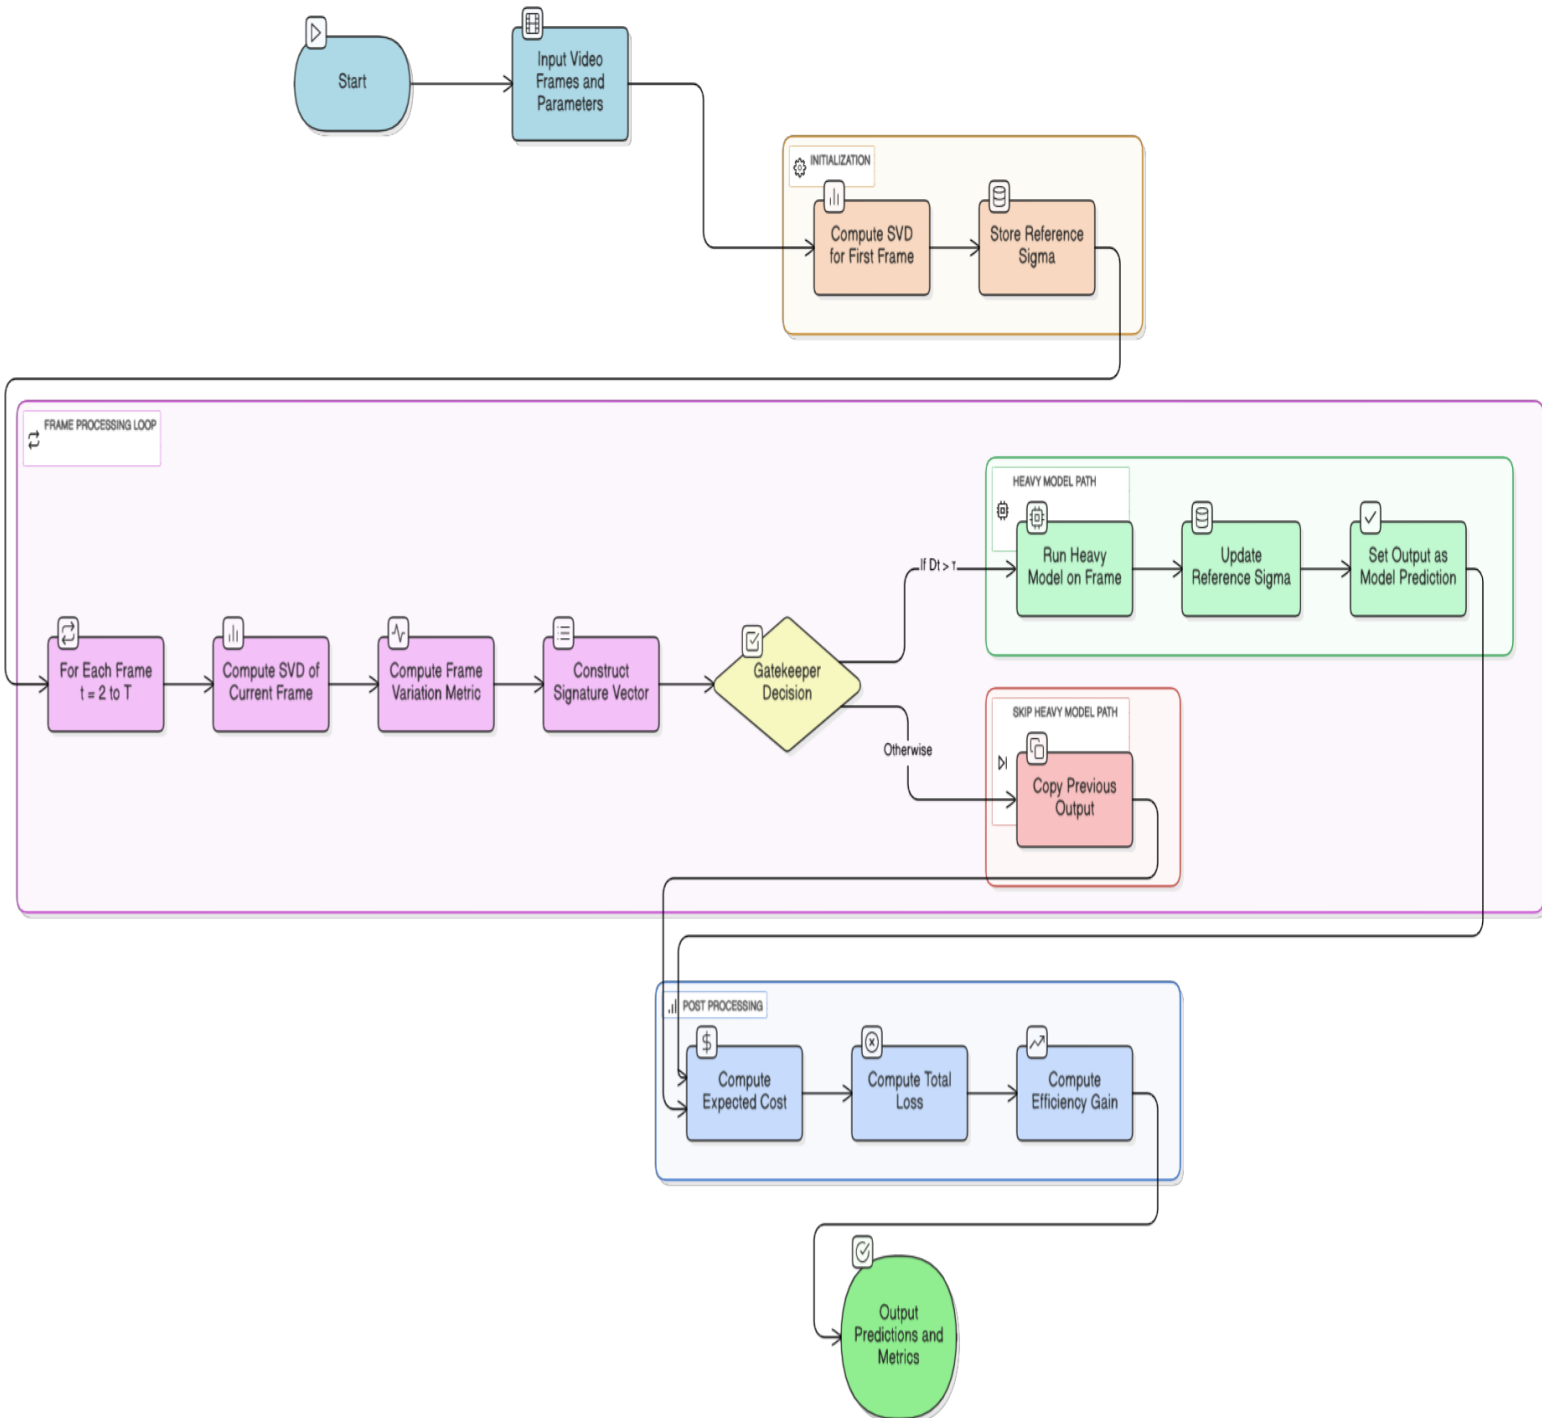 Start
Input Video
Frames and
Parameters
INITIALIZATION
Compute SVD
for First Frame
Store Reference
Sigma
FRAME PROCESSING LOOP
For Each Frame
t = 2 to T
Compute SVD of
Current Frame
Compute Frame
Variation Metric
Construct
Signature Vector
Gatekeeper
Decision
If Dt > τ
Otherwise
HEAVY MODEL PATH
Run Heavy
Model on Frame
Update
Reference Sigma
Set Output as
Model Prediction
SKIP HEAVY MODEL PATH
Copy Previous
Output
POST PROCESSING
$
Compute
Expected Cost
Compute Total
Loss
Compute
Efficiency Gain
Output
Predictions and
Metrics